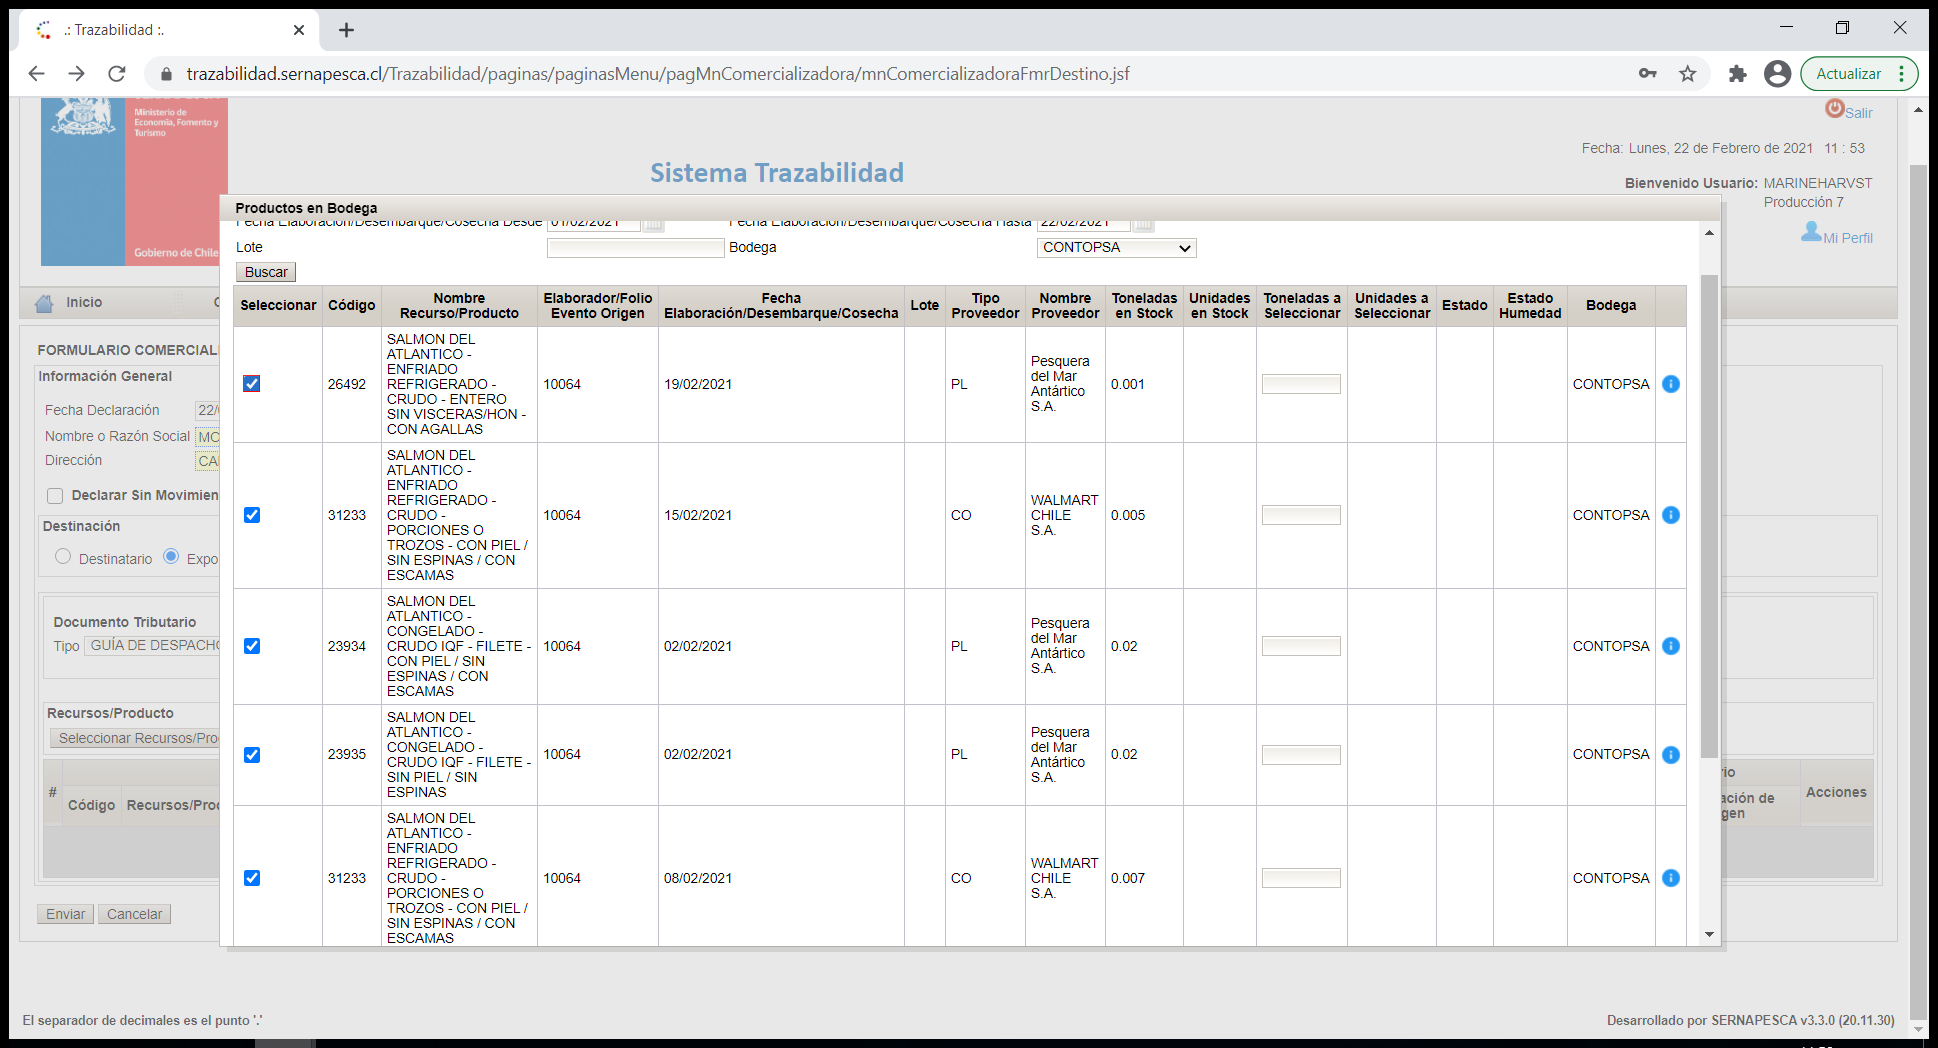 .: Trazabilidad :.
trazabilidad.sernapesca.cl/Trazabilidad/paginas/paginasMenu/pagMnComercializadora/mnComercializadoraFmrDestino.jsf
Actualizar
Ministerio de
Economía, Fomento y
Turismo
Gobierno de Chile
Sistema Trazabilidad
Salir
Fecha: Lunes, 22 de Febrero de 2021 11 : 53
Bienvenido Usuario: MARINEHARVST
Producción 7
Mi Perfil
Inicio
FORMULARIO COMERCIAL
Información General
Fecha Declaración 22/
Nombre o Razón Social MO
Dirección CA
Declarar Sin Movimien
Destinación
Destinatario Expo
Documento Tributario
Tipo GUÍA DE DESPACHO
Recursos/Producto
Seleccionar Recursos/Pro
# Código Recursos/Pro
Acciones
Enviar Cancelar
Productos en Bodega
Fecha Elaboración/Desembarque/Cosecha Desde 01/02/2021 Fecha Elaboración/Desembarque/Cosecha Hasta 22/02/2021
Lote Bodega CONTOPSA
Buscar
Seleccionar Código Nombre Recurso/Producto Elaborador/Folio Evento Origen Fecha Elaboración/Desembarque/Cosecha Lote Tipo Proveedor Nombre Proveedor Toneladas en Stock Unidades en Stock Toneladas a Seleccionar Unidades a Seleccionar Estado Estado Humedad Bodega
26492 SALMON DEL ATLANTICO - ENFRIADO REFRIGERADO - CRUDO - ENTERO SIN VISCERAS/HON - CON AGALLAS 10064 19/02/2021 PL Pesquera del Mar Antártico S.A. 0.001 CONTOPSA
31233 SALMON DEL ATLANTICO - ENFRIADO REFRIGERADO - CRUDO - PORCIONES O TROZOS - CON PIEL / SIN ESPINAS / CON ESCAMAS 10064 15/02/2021 CO WALMART CHILE S.A. 0.005 CONTOPSA
23934 SALMON DEL ATLANTICO - CONGELADO - CRUDO IQF - FILETE - CON PIEL / SIN ESPINAS / CON ESCAMAS 10064 02/02/2021 PL Pesquera del Mar Antártico S.A. 0.02 CONTOPSA
23935 SALMON DEL ATLANTICO - CONGELADO - CRUDO IQF - FILETE - SIN PIEL / SIN ESPINAS 10064 02/02/2021 PL Pesquera del Mar Antártico S.A. 0.02 CONTOPSA
31233 SALMON DEL ATLANTICO - ENFRIADO REFRIGERADO - CRUDO - PORCIONES O TROZOS - CON PIEL / SIN ESPINAS / CON ESCAMAS 10064 08/02/2021 CO WALMART CHILE S.A. 0.007 CONTOPSA
El separador de decimales es el punto '.'
Desarrollado por SERNAPESCA v3.3.0 (20.11.30)